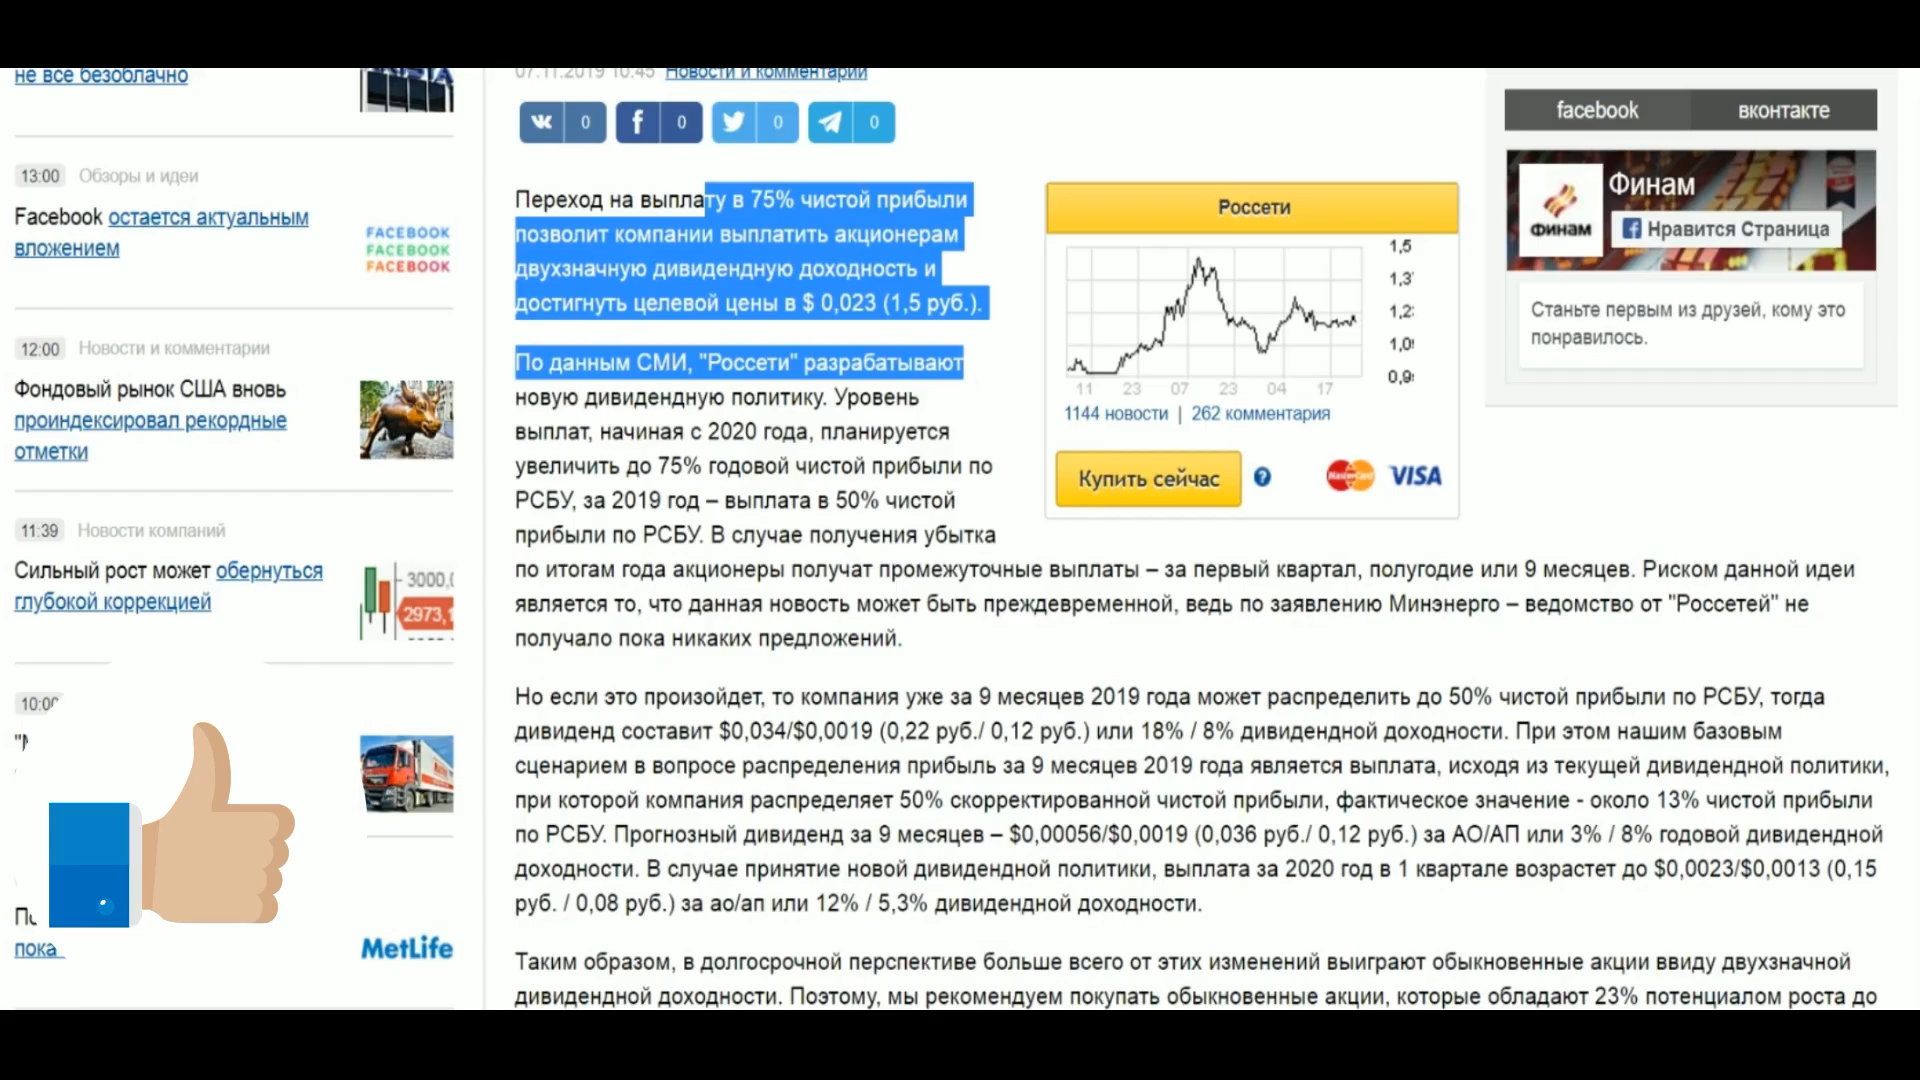 не все безоблачно
13:00 Обзоры и идеи
Facebook остается актуальным
вложением
FACEBOOK
FACEBOOK
FACEBOOK
12:00 Новости и комментарии
Фондовый рынок США вновь
проиндексировал рекордные
отметки
11:39 Новости компаний
Сильный рост может обернуться
глубокой коррекцией
3000,
2973,
10:00
пока
MetLife
07.11.2019 10:45 Новости и комментарии
0 0 0 0
Переход на выплату в 75% чистой прибыли
позволит компании выплатить акционерам
двухзначную дивидендную доходность и
достигнуть целевой цены в $ 0,023 (1,5 руб.).
По данным СМИ, "Россети" разрабатывают
новую дивидендную политику. Уровень
выплат, начиная с 2020 года, планируется
увеличить до 75% годовой чистой прибыли по
РСБУ, за 2019 год – выплата в 50% чистой
прибыли по РСБУ. В случае получения убытка
по итогам года акционеры получат промежуточные выплаты – за первый квартал, полугодие или 9 месяцев. Риском данной идеи
является то, что данная новость может быть преждевременной, ведь по заявлению Минэнерго – ведомство от "Россетей" не
получало пока никаких предложений.
Но если это произойдет, то компания уже за 9 месяцев 2019 года может распределить до 50% чистой прибыли по РСБУ, тогда
дивиденд составит $0,034/$0,0019 (0,22 руб./ 0,12 руб.) или 18% / 8% дивидендной доходности. При этом нашим базовым
сценарием в вопросе распределения прибыль за 9 месяцев 2019 года является выплата, исходя из текущей дивидендной политики,
при которой компания распределяет 50% скорректированной чистой прибыли, фактическое значение - около 13% чистой прибыли
по РСБУ. Прогнозный дивиденд за 9 месяцев – $0,00056/$0,0019 (0,036 руб./ 0,12 руб.) за АО/АП или 3% / 8% годовой дивидендной
доходности. В случае принятие новой дивидендной политики, выплата за 2020 год в 1 квартале возрастет до $0,0023/$0,0013 (0,15
руб. / 0,08 руб.) за ао/ап или 12% / 5,3% дивидендной доходности.
Таким образом, в долгосрочной перспективе больше всего от этих изменений выиграют обыкновенные акции ввиду двухзначной
дивидендной доходности. Поэтому, мы рекомендуем покупать обыкновенные акции, которые обладают 23% потенциалом роста до
Россети
1,5
1,3
1,2
1,0
0,9
11 23 07 23 04 17
1144 новости | 262 комментария
Купить сейчас ? MasterCard VISA
facebook вконтакте
Финам
ФИНАМ
Нравится Страница
Станьте первым из друзей, кому это
понравилось.